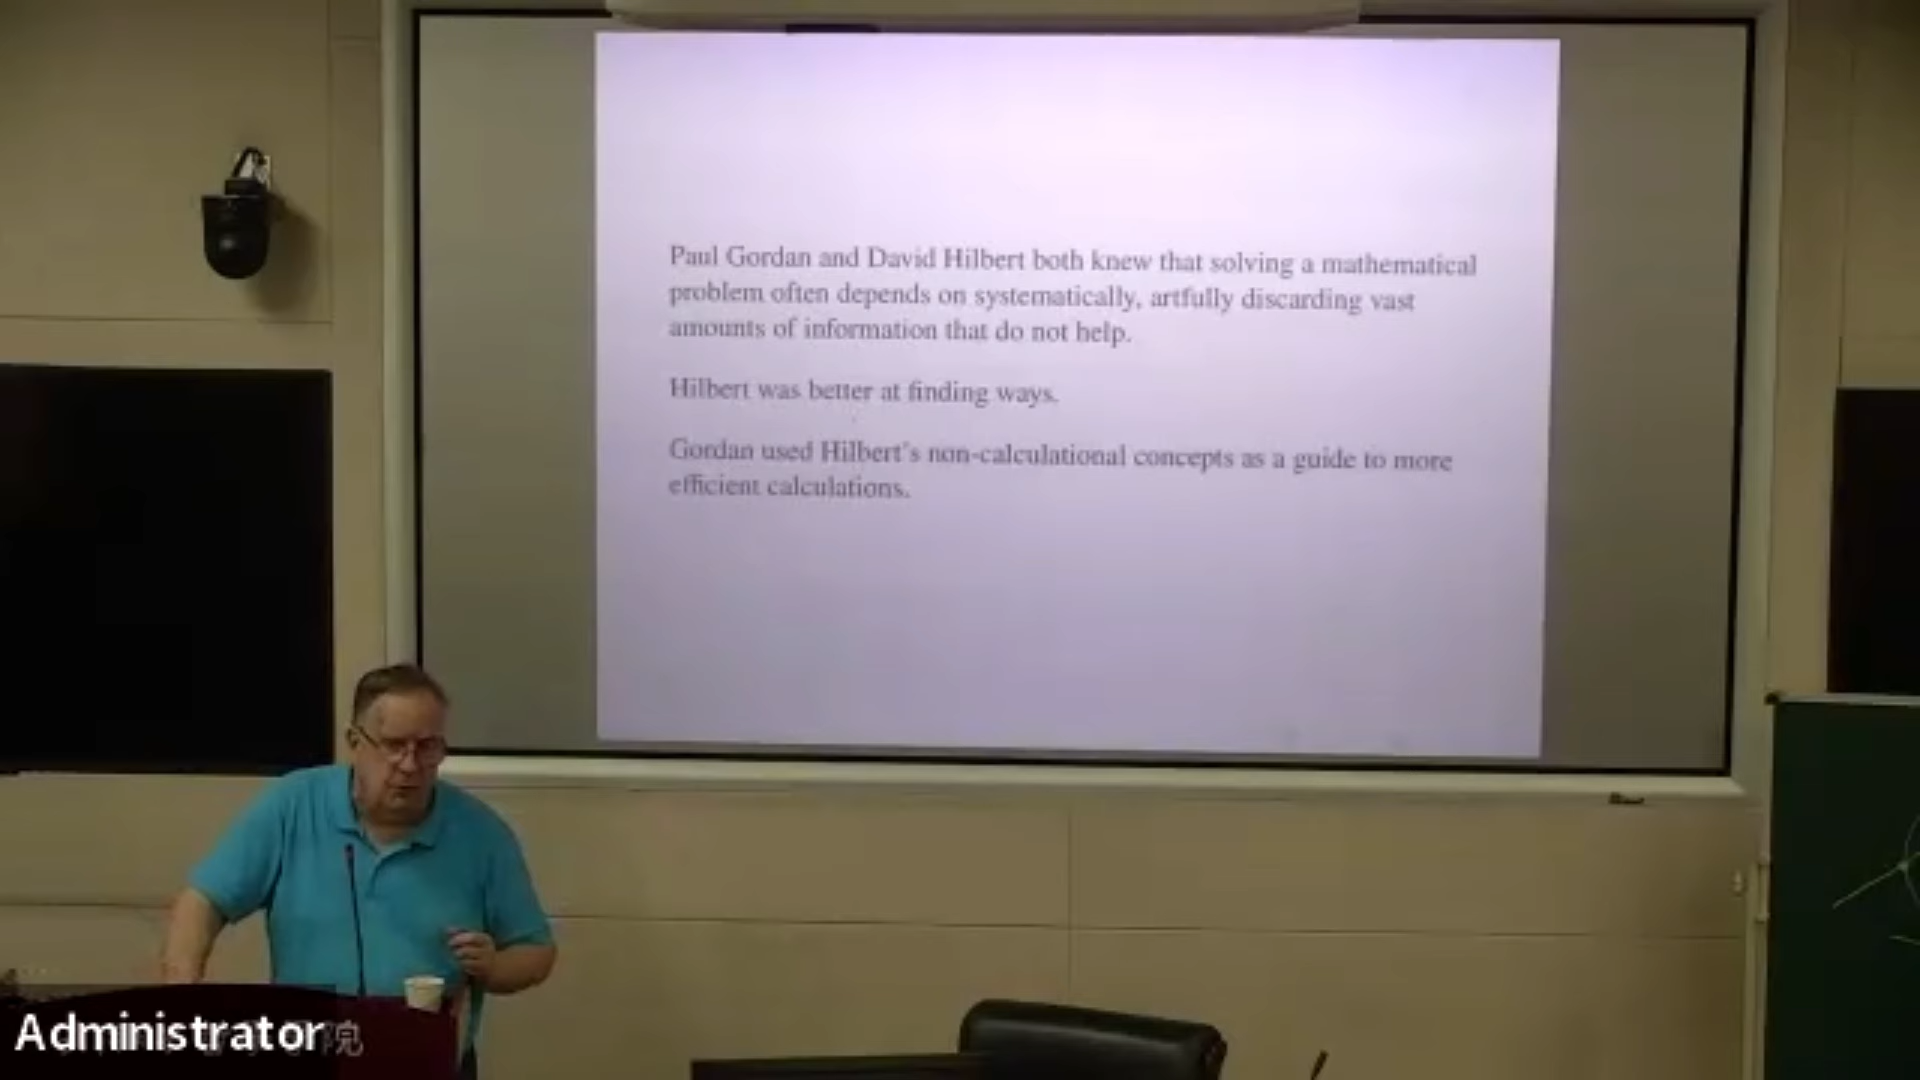 Paul Gordan and David Hilbert both knew that solving a mathematical
problem often depends on systematically, artfully discarding vast
amounts of information that do not help.
Hilbert was better at finding ways.
Gordan used Hilbert's non-calculational concepts as a guide to more
efficient calculations.
Administrator
院